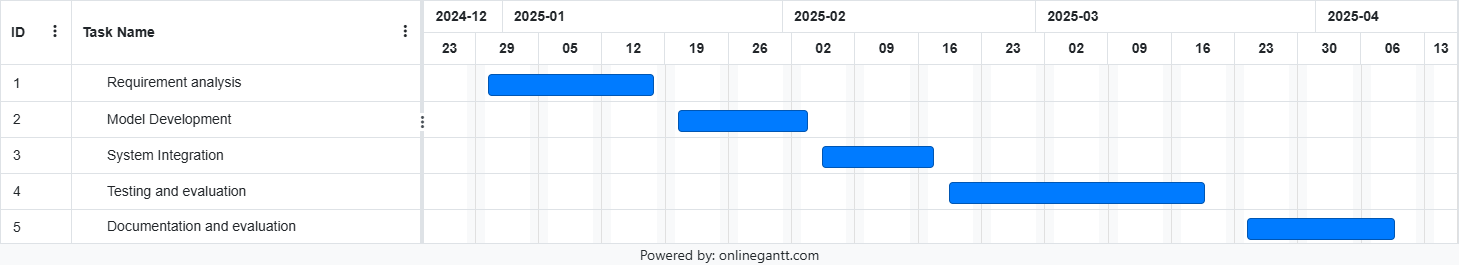 ID Task Name 2024-12 2025-01 2025-02 2025-03 2025-04
23 29 05 12 19 26 02 09 16 23 02 09 16 23 30 06 13
1 Requirement analysis
2 Model Development
3 System Integration
4 Testing and evaluation
5 Documentation and evaluation
Powered by: onlinegantt.com